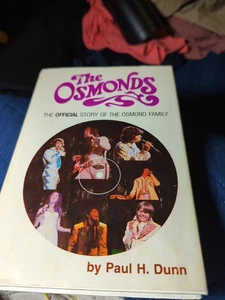 The
OSMONDS
THE OFFICIAL STORY OF THE OSMOND FAMILY
by Paul H. Dunn